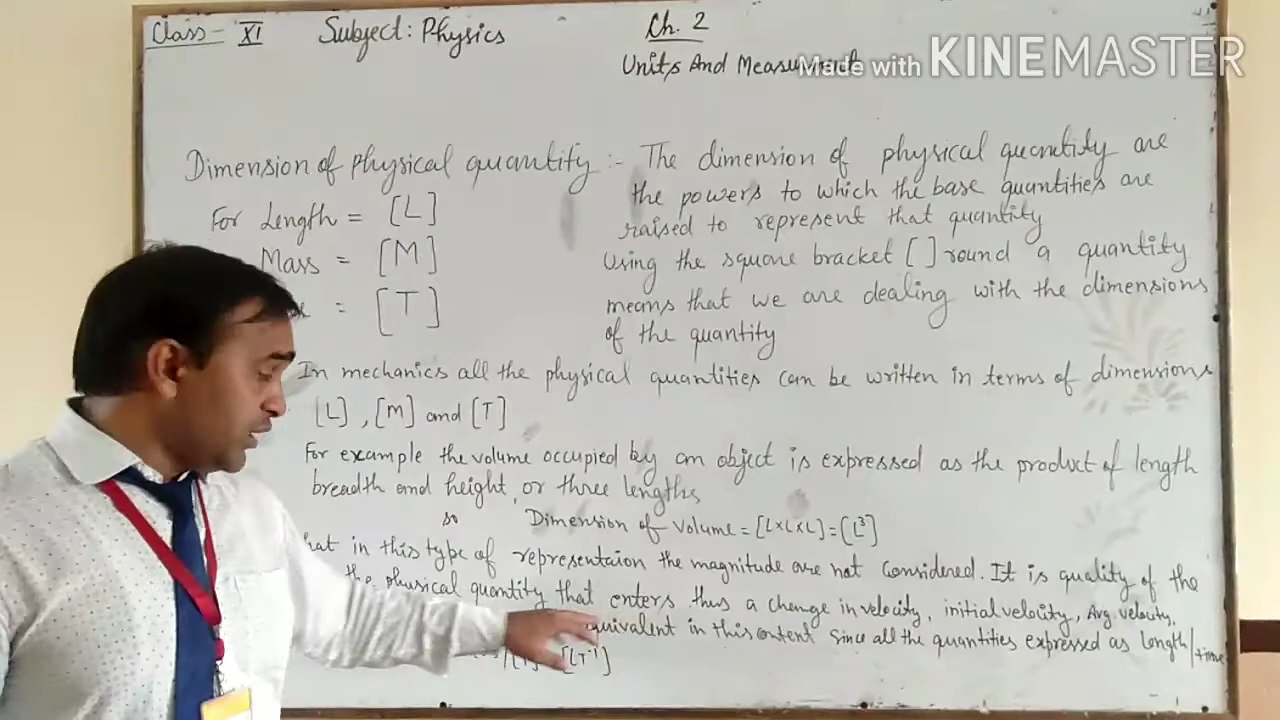 Class - XI Subject: Physics Ch. 2
Units And Measurement
Made with KINEMASTER
Dimension of physical quantity :- The dimension of physical quantity are
the powers to which the base quantities are
raised to represent that quantity
For Length = [L]
Mass = [M]
= [T]
Using the square bracket [ ] round a quantity
means that we are dealing with the dimensions
of the quantity
In mechanics all the physical quantities can be written in terms of dimensions
[L], [M] and [T]
For example the volume occupied by an object is expressed as the product of length
breadth and height, or three lengths
so Dimension of Volume = [L×L×L] = [L³]
in this type of representaion the magnitude are not considered. It is quality of the
the physical quantity that enters thus a change in velocity, initial velocity, Avg velocity,
in this since all the quantities expressed as length/time
[LT⁻¹]